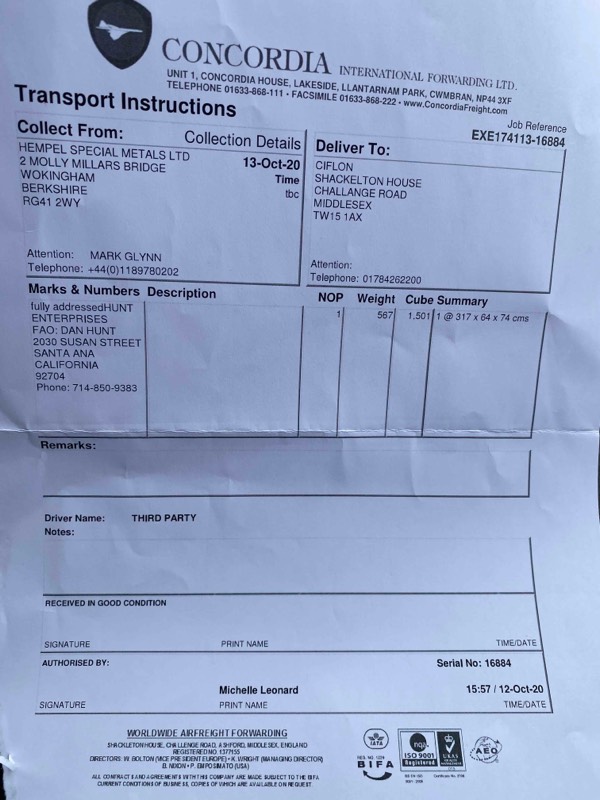 CONCORDIA INTERNATIONAL FORWARDING LTD.
UNIT 1, CONCORDIA HOUSE, LAKESIDE, LLANTARNAM PARK, CWMBRAN, NP44 3XF
TELEPHONE 01633-868-111 • FACSIMILE 01633-868-222 • www.ConcordiaFreight.com
Transport Instructions
Job Reference
EXE174113-16884
Collect From: Collection Details
HEMPEL SPECIAL METALS LTD 13-Oct-20
2 MOLLY MILLARS BRIDGE Time
WOKINGHAM tbc
BERKSHIRE
RG41 2WY
Attention: MARK GLYNN
Telephone: +44(0)1189780202
Deliver To:
CIFLON
SHACKELTON HOUSE
CHALLANGE ROAD
MIDDLESEX
TW15 1AX
Attention:
Telephone: 01784262200
Marks & Numbers Description NOP Weight Cube Summary
fully addressedHUNT 1 567 1.501 1 @ 317 x 64 x 74 cms
ENTERPRISES
FAO: DAN HUNT
2030 SUSAN STREET
SANTA ANA
CALIFORNIA
92704
Phone: 714-850-9383
Remarks:
Driver Name: THIRD PARTY
Notes:
RECEIVED IN GOOD CONDITION
SIGNATURE PRINT NAME TIME/DATE
AUTHORISED BY: Serial No: 16884
Michelle Leonard 15:57 / 12-Oct-20
SIGNATURE PRINT NAME TIME/DATE
WORLDWIDE AIRFREIGHT FORWARDING
SHACKLETON HOUSE, CHALLENGE ROAD, ASHFORD, MIDDLESEX, ENGLAND
REGISTERED NO. 1377155
DIRECTORS: W. BOLTON (VICE PRESIDENT EUROPE) • K. WRIGHT (MANAGING DIRECTOR)
D. NIXON • P. EMPOSIMATO (USA)
ALL CONTRACTS AND AGREEMENTS WITH THIS COMPANY ARE MADE SUBJECT TO THE BIFA
CURRENT CONDITIONS OF BUSINESS, COPIES OF WHICH ARE AVAILABLE ON REQUEST.
IATA
BIFA
nqa.
ISO 9001
Registered
UKAS
AEO